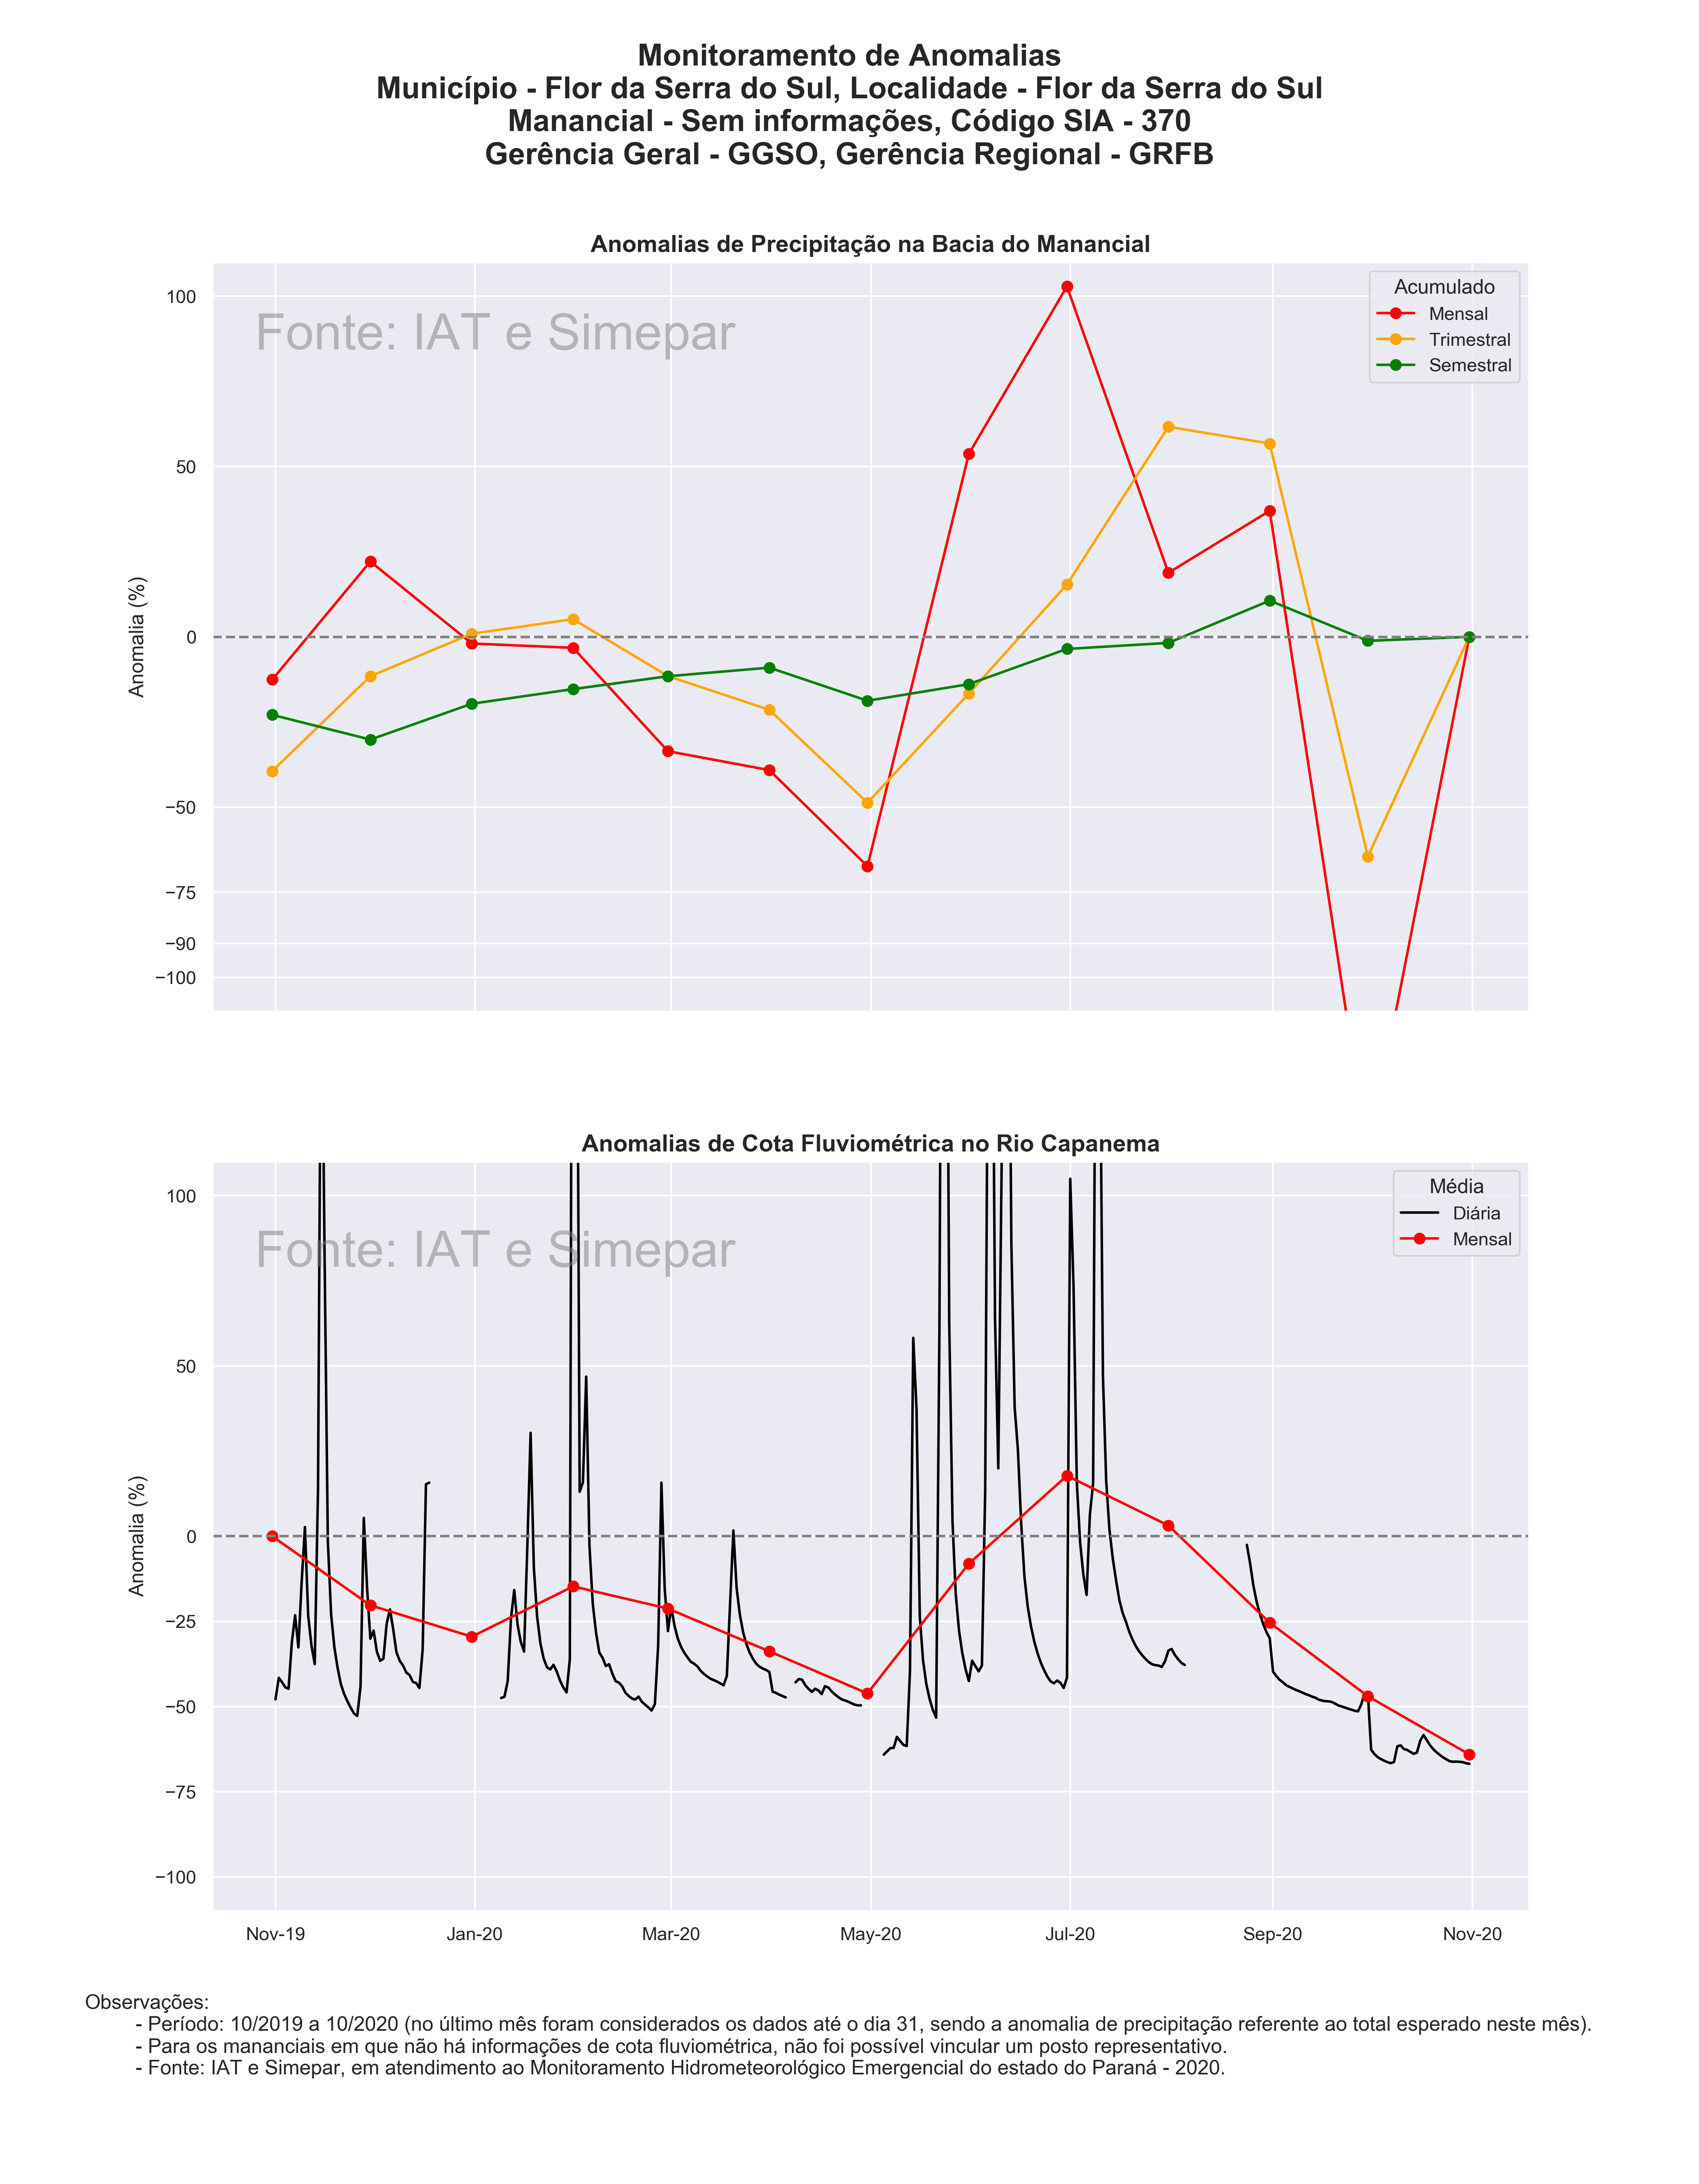 Monitoramento de Anomalias
Município - Flor da Serra do Sul, Localidade - Flor da Serra do Sul
Manancial - Sem informações, Código SIA - 370
Gerência Geral - GGSO, Gerência Regional - GRFB
Anomalias de Precipitação na Bacia do Manancial
Fonte: IAT e Simepar
Acumulado
Mensal
Trimestral
Semestral
Anomalia (%)
100
50
0
−50
−75
−90
−100
Anomalias de Cota Fluviométrica no Rio Capanema
Fonte: IAT e Simepar
Média
Diária
Mensal
Anomalia (%)
100
50
0
−25
−50
−75
−100
Nov-19 Jan-20 Mar-20 May-20 Jul-20 Sep-20 Nov-20
Observações:
- Período: 10/2019 a 10/2020 (no último mês foram considerados os dados até o dia 31, sendo a anomalia de precipitação referente ao total esperado neste mês).
- Para os mananciais em que não há informações de cota fluviométrica, não foi possível vincular um posto representativo.
- Fonte: IAT e Simepar, em atendimento ao Monitoramento Hidrometeorológico Emergencial do estado do Paraná - 2020.